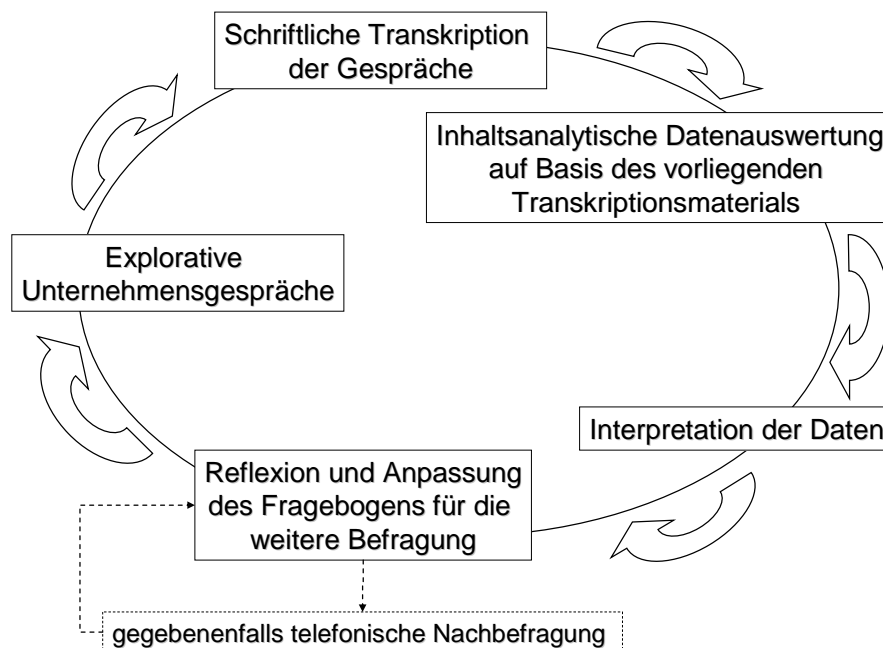 Schriftliche Transkription
der Gespräche
Inhaltsanalytische Datenauswertung
auf Basis des vorliegenden
Transkriptionsmaterials
Explorative
Unternehmensgespräche
Interpretation der Daten
Reflexion und Anpassung
des Fragebogens für die
weitere Befragung
gegebenenfalls telefonische Nachbefragung